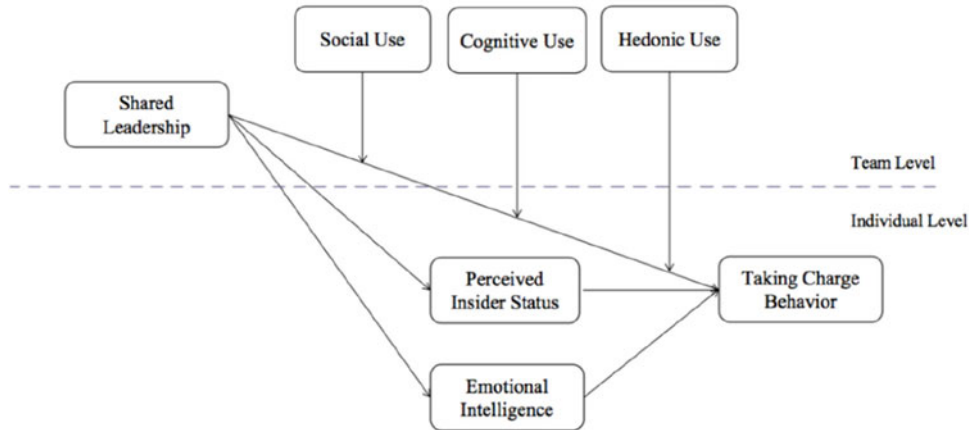 Social Use
Cognitive Use
Hedonic Use
Shared
Leadership
Team Level
Individual Level
Perceived
Insider Status
Taking Charge
Behavior
Emotional
Intelligence